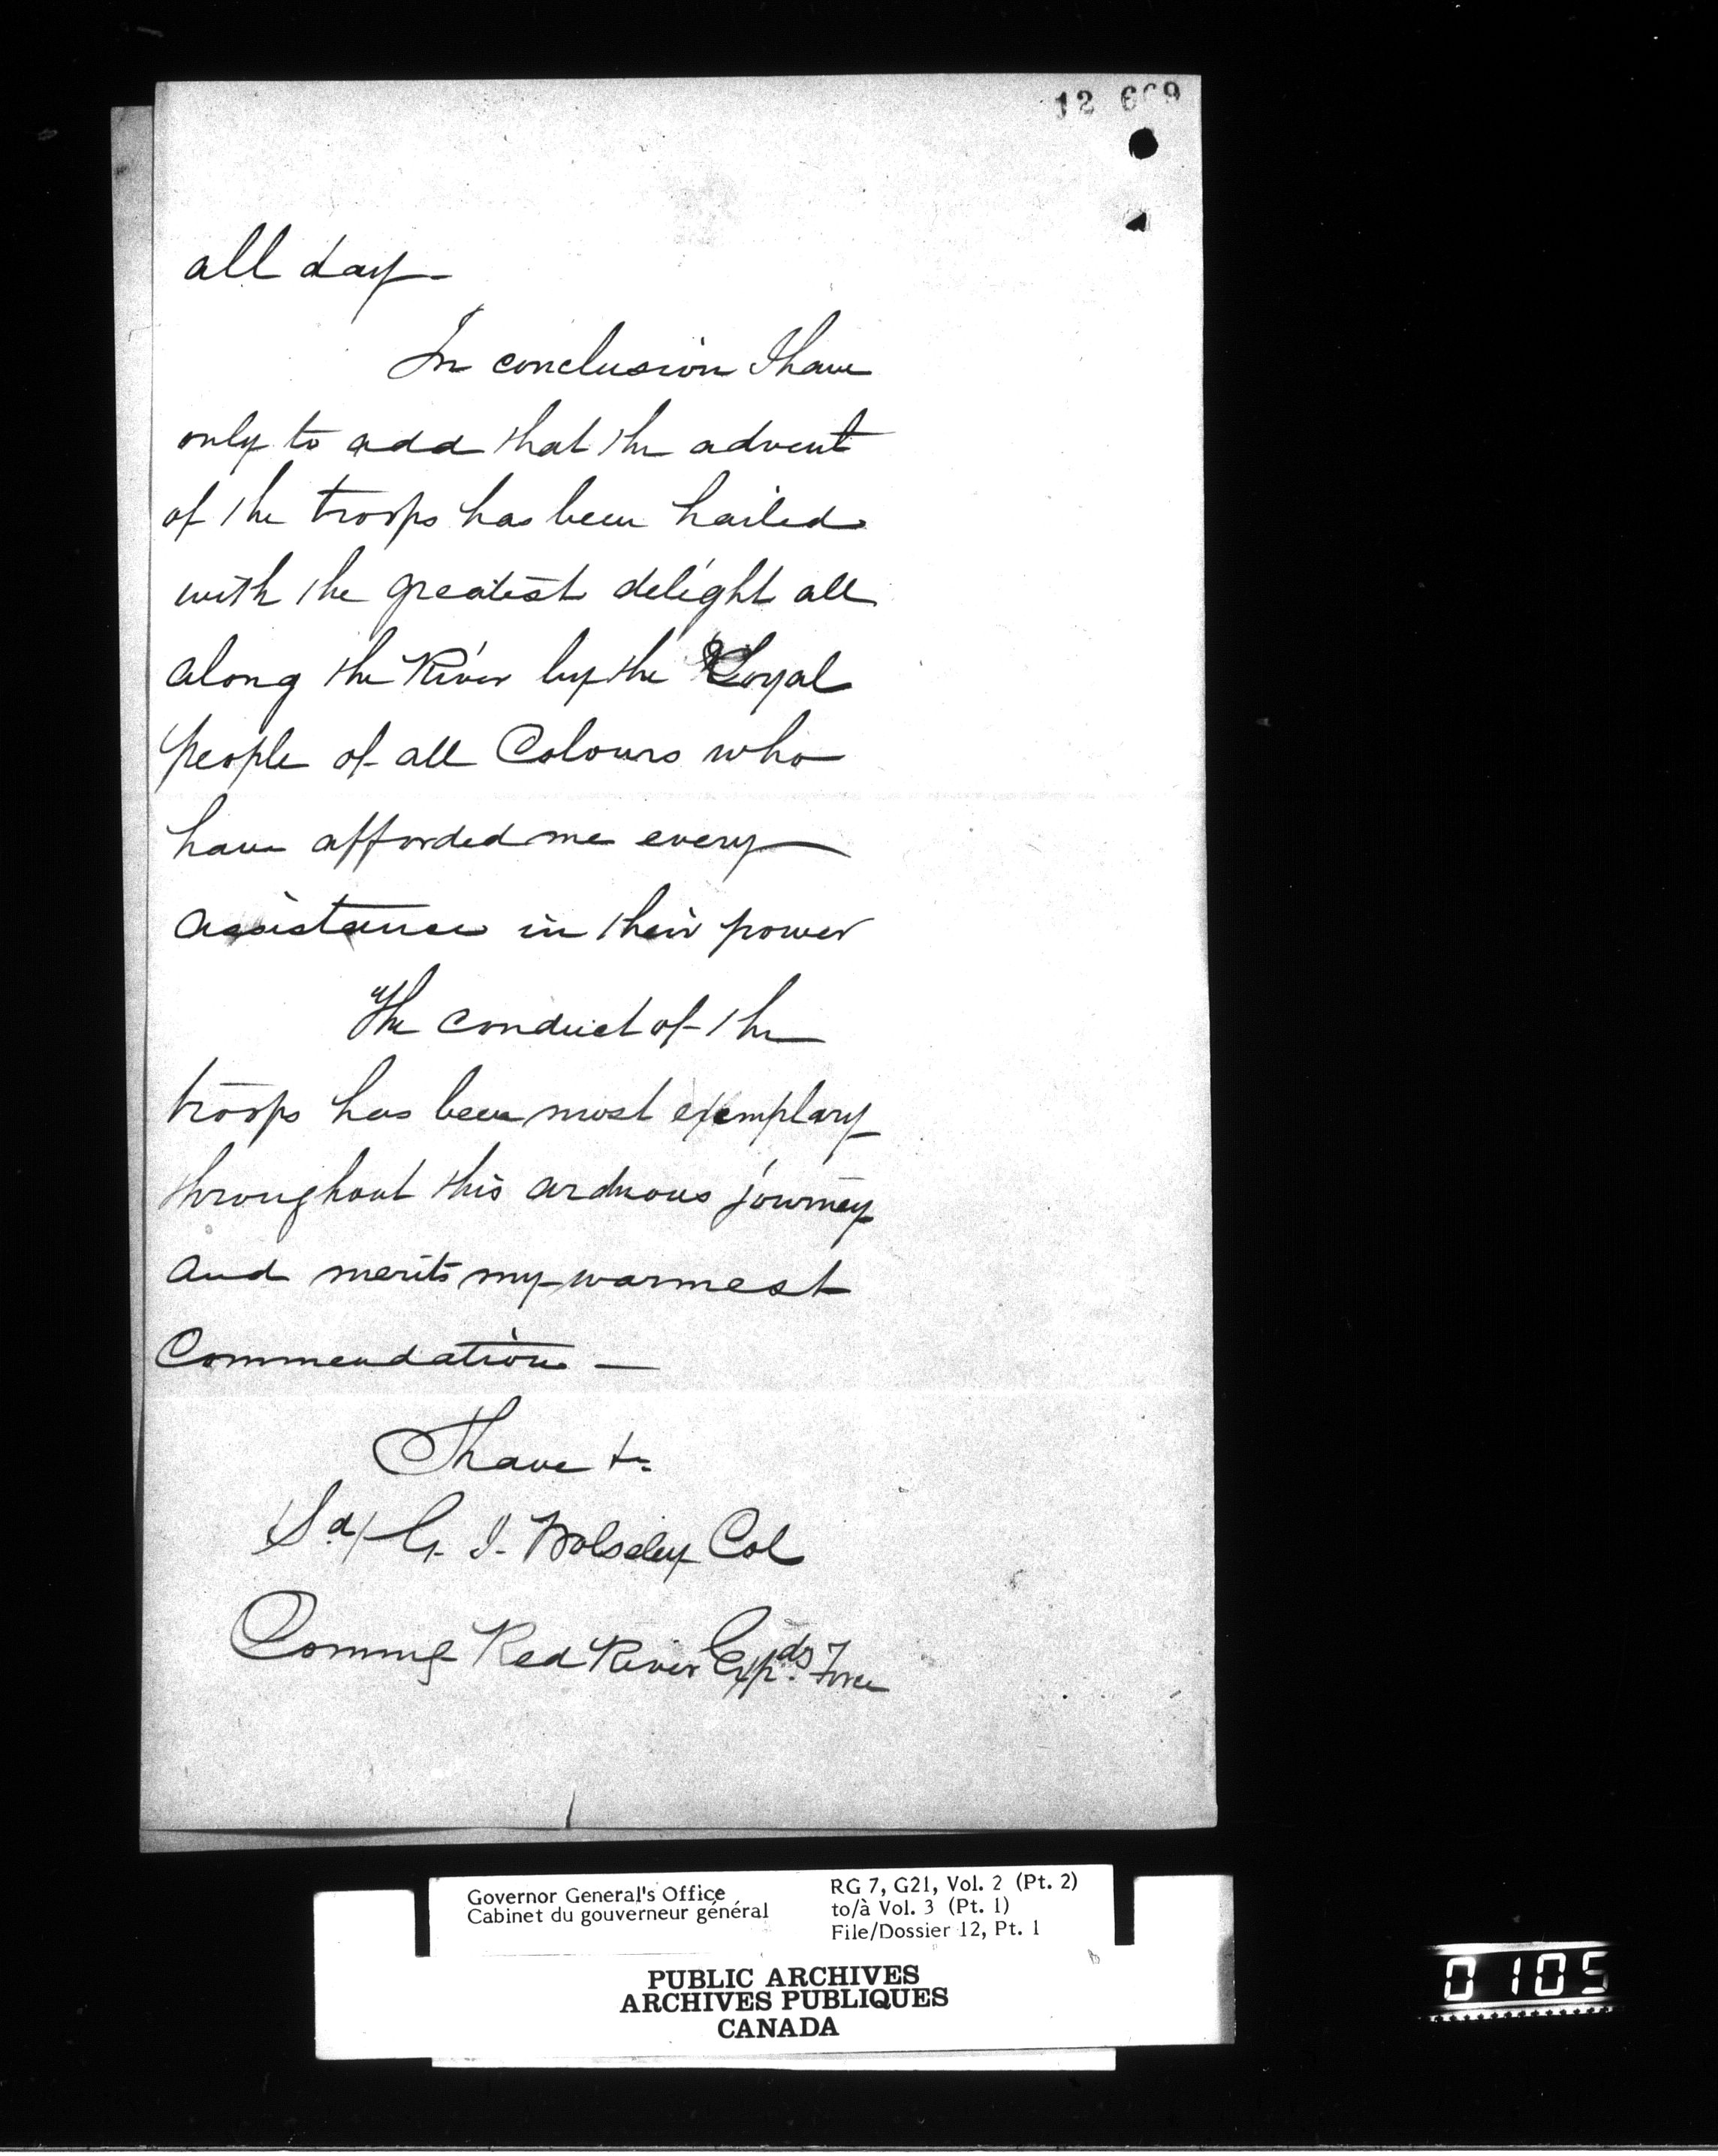 12 669
all day—
In conclusion I have
only to add that the advent
of the troops has been hailed
with the greatest delight all
along the River by the Loyal
people of all Colours who
have afforded me every
assistance in their power
The conduct of the
troops has been most exemplary
throughout this arduous journey
and merits my warmest
Commendation —
I have &c
(Sd/ G. J. Wolseley Col
Commg Red River Force
Governor General's Office
Cabinet du gouverneur général
RG 7, G21, Vol. 2 (Pt. 2)
to/à Vol. 3 (Pt. 1)
File/Dossier 12, Pt. 1
PUBLIC ARCHIVES
ARCHIVES PUBLIQUES
CANADA
0105